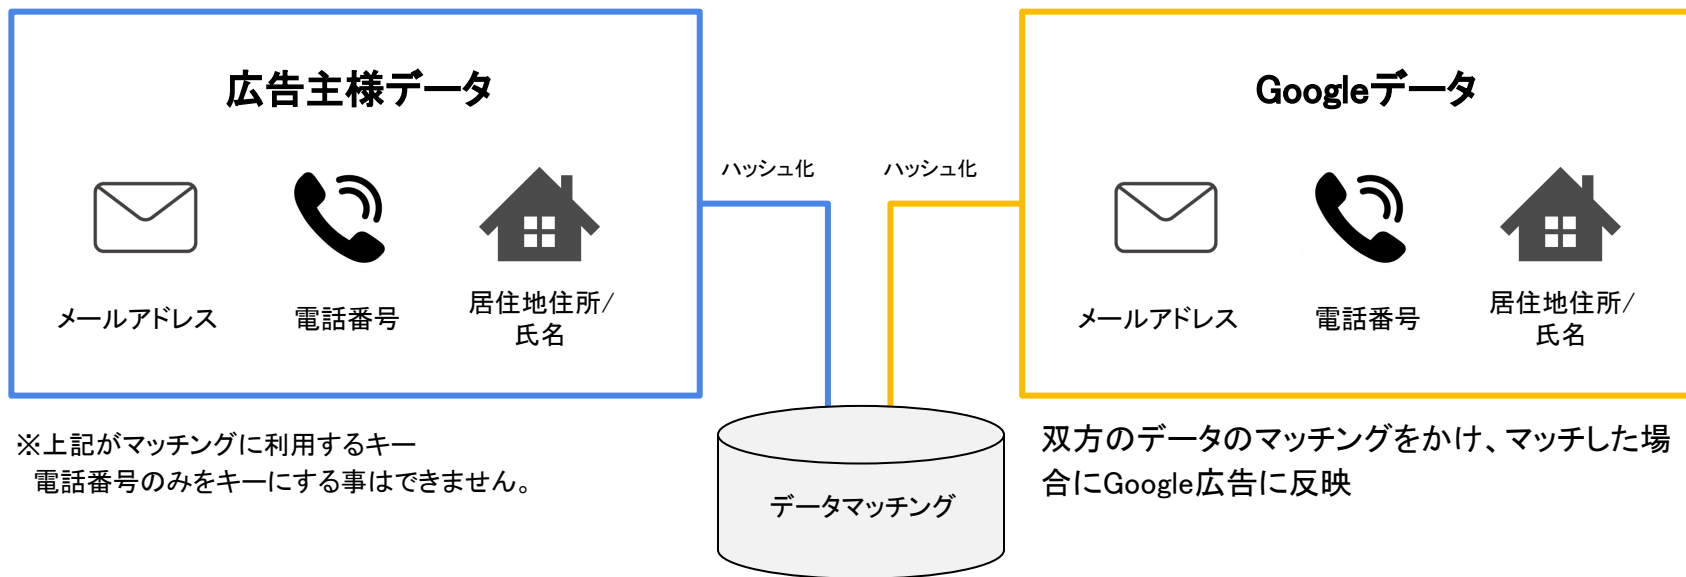 広告主様データ
メールアドレス
電話番号
居住地住所/
氏名
※上記がマッチングに利用するキー
電話番号のみをキーにする事はできません。
ハッシュ化
ハッシュ化
データマッチング
Googleデータ
メールアドレス
電話番号
居住地住所/
氏名
双方のデータのマッチングをかけ、マッチした場
合にGoogle広告に反映